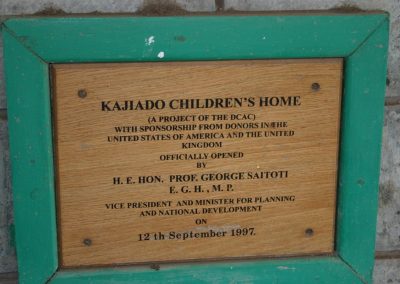 KAJIADO CHILDREN'S HOME
(A PROJECT OF THE DCAC)
WITH SPONSORSHIP FROM DONORS IN THE
UNITED STATES OF AMERICA AND THE UNITED
KINGDOM
OFFICIALLY OPENED
BY
H. E. HON. PROF. GEORGE SAITOTI
E. G. H. , M. P.
VICE PRESIDENT AND MINISTER FOR PLANNING
AND NATIONAL DEVELOPMENT
ON
12 th September 1997.